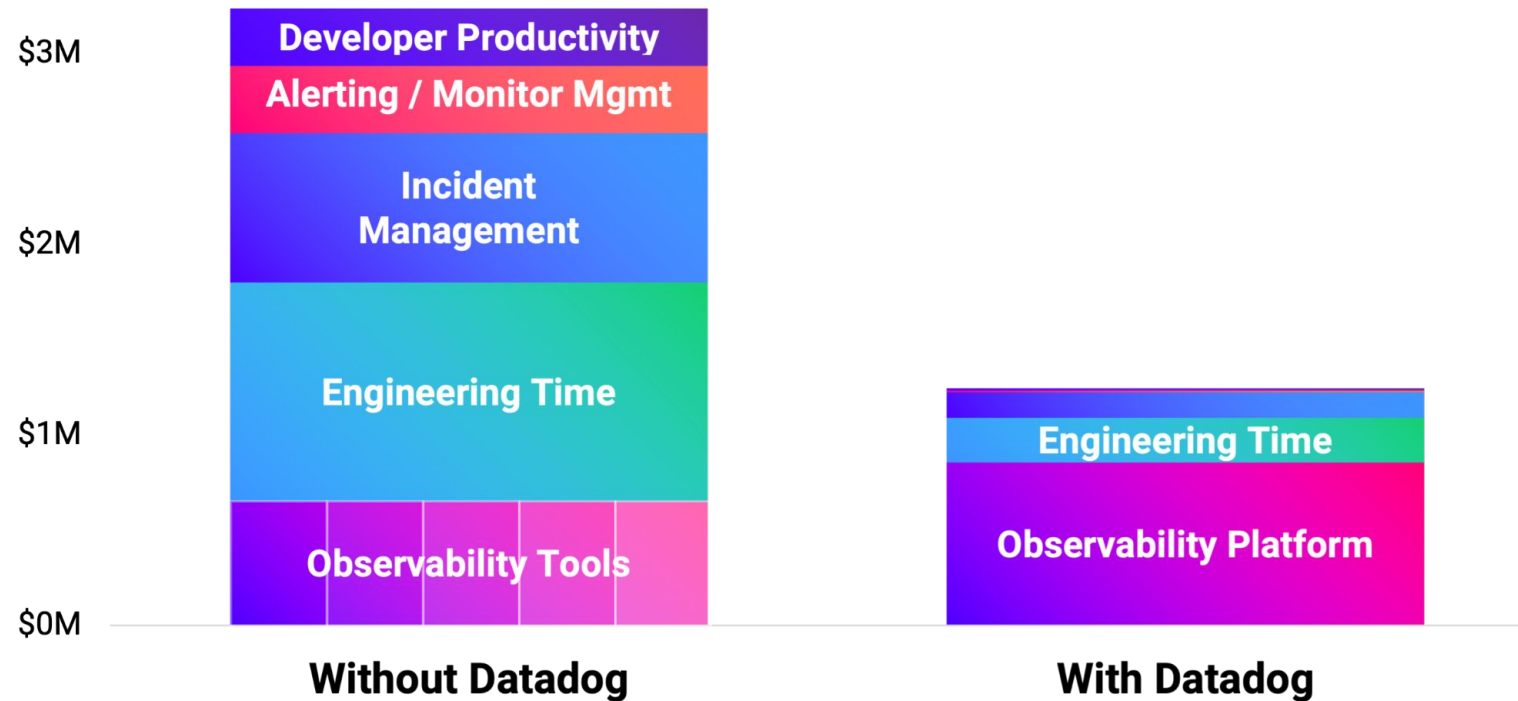 $3M
$2M
$1M
$0M
Developer Productivity
Alerting / Monitor Mgmt
Incident
Management
Engineering Time
Observability Tools
Engineering Time
Observability Platform
Without Datadog
With Datadog